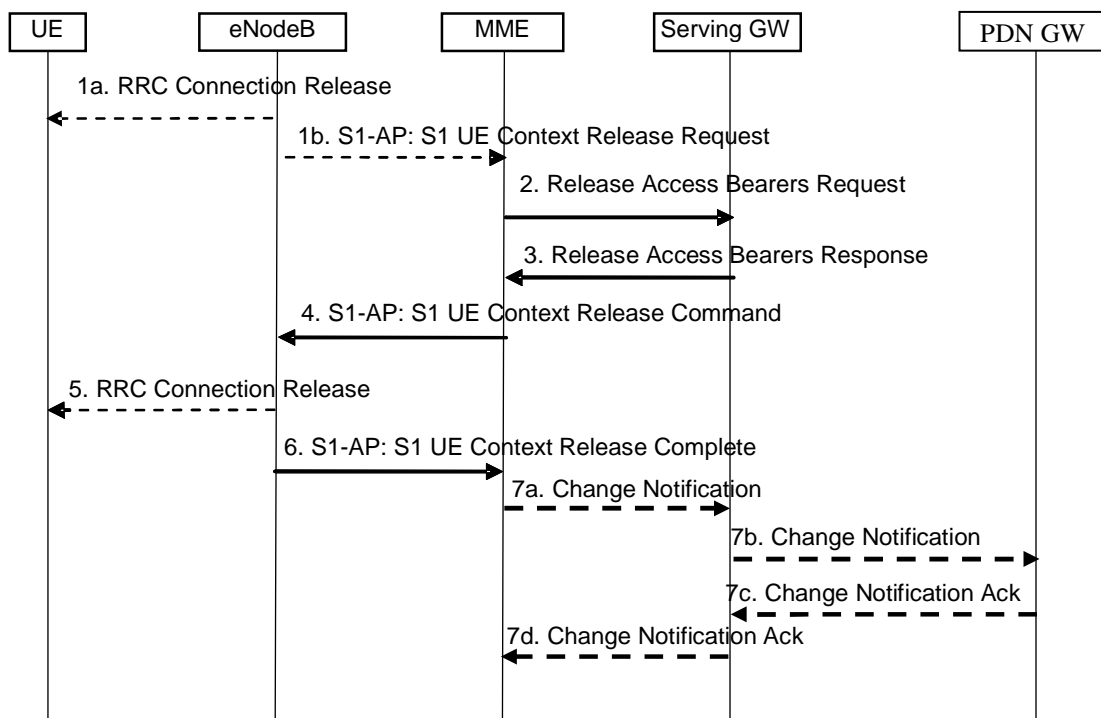 UE
eNodeB
MME
Serving GW
PDN GW
1a. RRC Connection Release
1b. S1-AP: S1 UE Context Release Request
2. Release Access Bearers Request
3. Release Access Bearers Response
4. S1-AP: S1 UE Context Release Command
5. RRC Connection Release
6. S1-AP: S1 UE Context Release Complete
7a. Change Notification
7b. Change Notification
7c. Change Notification Ack
7d. Change Notification Ack